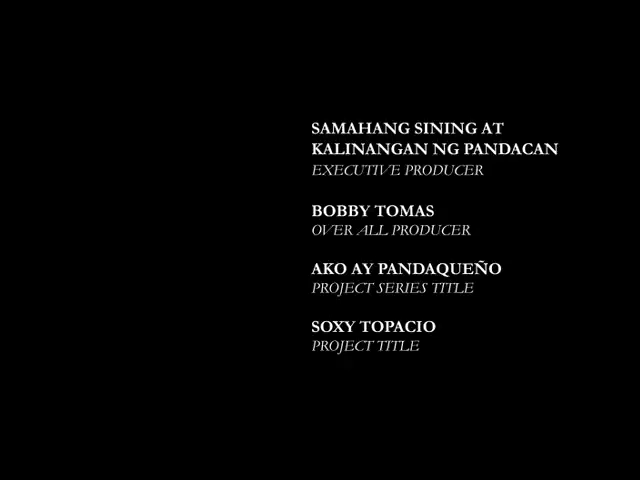 SAMAHANG SINING AT
KALINANGAN NG PANDACAN
EXECUTIVE PRODUCER
BOBBY TOMAS
OVER ALL PRODUCER
AKO AY PANDAQUEÑO
PROJECT SERIES TITLE
SOXY TOPACIO
PROJECT TITLE